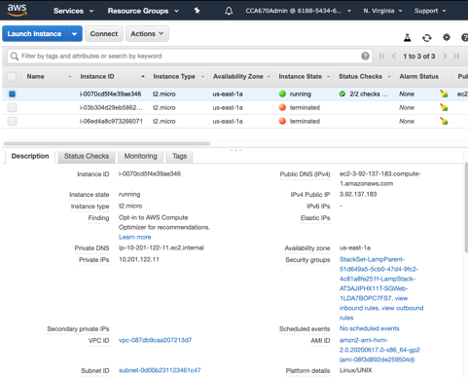 aws Services Resource Groups CCA670Admin @ 6188-5434-6... N. Virginia Support
Launch Instance Connect Actions
Filter by tags and attributes or search by keyword 1 to 3 of 3
Name Instance ID Instance Type Availability Zone Instance State Status Checks Alarm Status Pu
i-0070cd5f4e39ae346 t2.micro us-east-1a running 2/2 checks ... None ec2
i-03b304d29eb5862... t2.micro us-east-1a terminated None
i-06ed4a8c973266071 t2.micro us-east-1a terminated None
Description Status Checks Monitoring Tags
Instance ID i-0070cd5f4e39ae346 Public DNS (IPv4) ec2-3-92-137-183.compute-
1.amazonaws.com
Instance state running IPv4 Public IP 3.92.137.183
Instance type t2.micro IPv6 IPs -
Finding Opt-in to AWS Compute Elastic IPs
Optimizer for recommendations.
Learn more
Private DNS ip-10-201-122-11.ec2.internal Availability zone us-east-1a
Private IPs 10.201.122.11 Security groups StackSet-LampParent-
51d649a5-5cb0-47d4-9fc2-
4c81a8fe251f-LampStack-
AT3AJIPHX11T-SGWeb-
1LDA7BOPC7FS7. view
inbound rules. view outbound
rules
Secondary private IPs Scheduled events No scheduled events
VPC ID vpc-087db9caa207213d7 AMI ID amzn2-ami-hvm-
2.0.20200617.0-x86_64-gp2
(ami-08f3d892de259504d)
Subnet ID subnet-0d00b231123461c47 Platform details Linux/UNIX